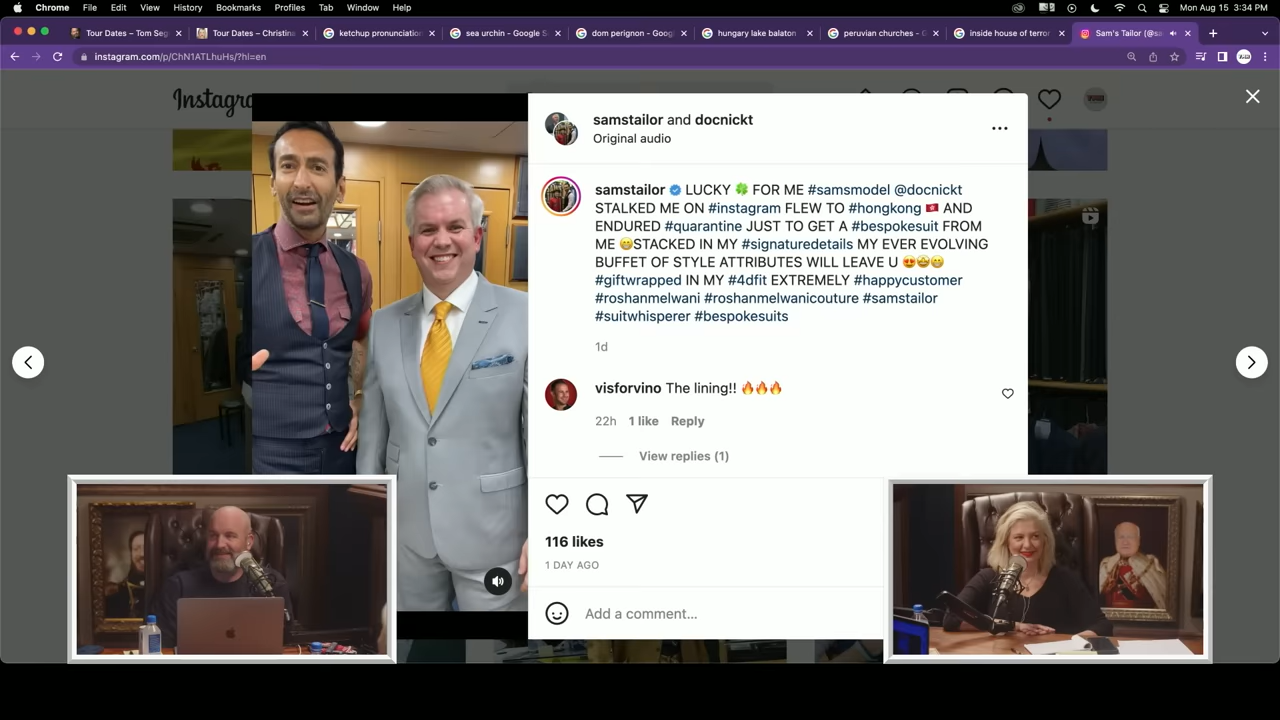 Chrome File Edit View History Bookmarks Profiles Tab Window Help Mon Aug 15 3:34 PM
Tour Dates – Tom Seg
Tour Dates – Christina
ketchup pronunciation
sea urchin – Google S
dom perignon – Goog
hungary lake balaton
peruvian churches – G
inside house of terror
Sam's Tailor (@sa
instagram.com/p/ChN1ATLhuHs/?hl=en
Instagra
samstailor and docnickt
Original audio
samstailor LUCKY 🍀 FOR ME #samsmodel @docnickt
STALKED ME ON #instagram FLEW TO #hongkong 🇭🇰 AND
ENDURED #quarantine JUST TO GET A #bespokesuit FROM
ME 😁STACKED IN MY #signaturedetails MY EVER EVOLVING
BUFFET OF STYLE ATTRIBUTES WILL LEAVE U 😍🤩😁
#giftwrapped IN MY #4dfit EXTREMELY #happycustomer
#roshanmelwani #roshanmelwanicouture #samstailor
#suitwhisperer #bespokesuits
1d
visforvino The lining!! 🔥🔥🔥
22h 1 like Reply
View replies (1)
116 likes
1 DAY AGO
Add a comment...